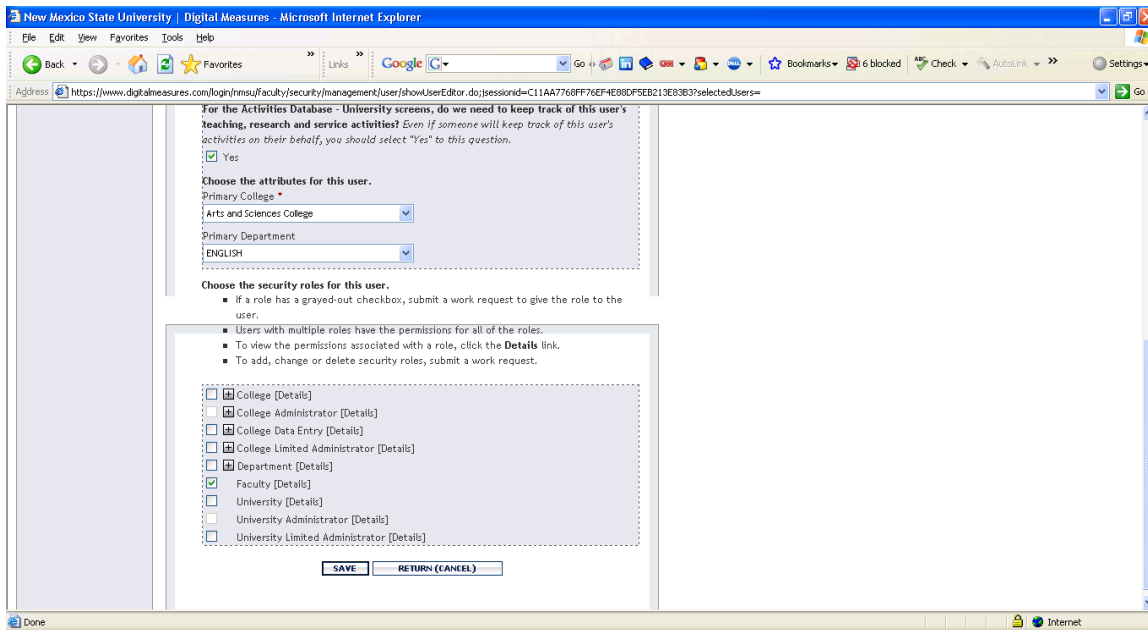 New Mexico State University | Digital Measures - Microsoft Internet Explorer
File Edit View Favorites Tools Help
Back Favorites » Links » Google G Go Bookmarks 6 blocked Check AutoLink » Settings
Address https://www.digitalmeasures.com/login/nmsu/faculty/security/management/user/showUserEditor.do;jsessionid=C11AA7768FF76EF4E88DF5EB213E83B3?selectedUsers= Go
For the Activities Database - University screens, do we need to keep track of this user's
teaching, research and service activities? Even if someone will keep track of this user's
activities on their behalf, you should select "Yes" to this question.
Yes
Choose the attributes for this user.
Primary College *
Arts and Sciences College
Primary Department
ENGLISH
Choose the security roles for this user.
If a role has a grayed-out checkbox, submit a work request to give the role to the
user.
Users with multiple roles have the permissions for all of the roles.
To view the permissions associated with a role, click the Details link.
To add, change or delete security roles, submit a work request.
College [Details]
College Administrator [Details]
College Data Entry [Details]
College Limited Administrator [Details]
Department [Details]
Faculty [Details]
University [Details]
University Administrator [Details]
University Limited Administrator [Details]
SAVE RETURN (CANCEL)
Done Internet